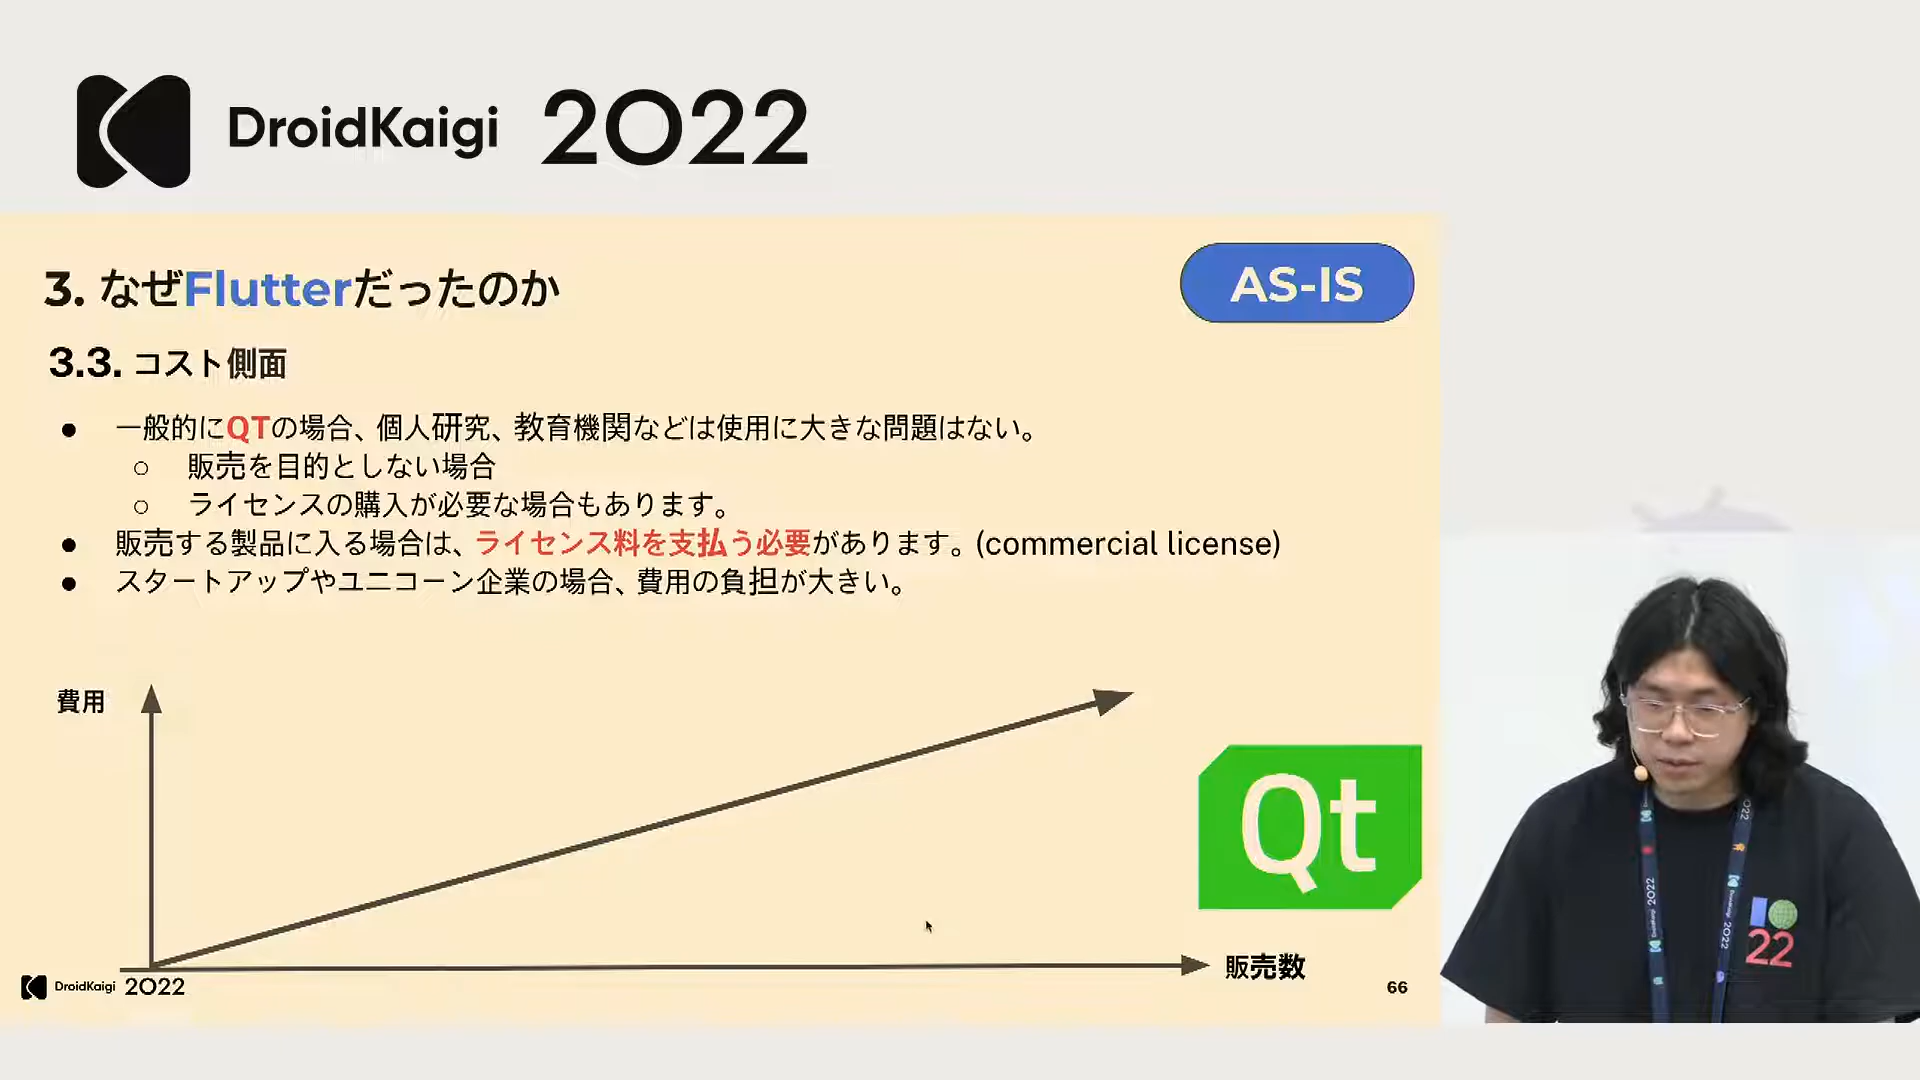 DroidKaigi 2022
3. なぜFlutterだったのか
AS-IS
3.3. コスト側面
● 一般的にQTの場合、個人研究、教育機関などは使用に大きな問題はない。
○ 販売を目的としない場合
○ ライセンスの購入が必要な場合もあります。
● 販売する製品に入る場合は、ライセンス料を支払う必要があります。(commercial license)
● スタートアップやユニコーン企業の場合、費用の負担が大きい。
費用
Qt
販売数
DroidKaigi 2022
66
2022
2022
2022
22